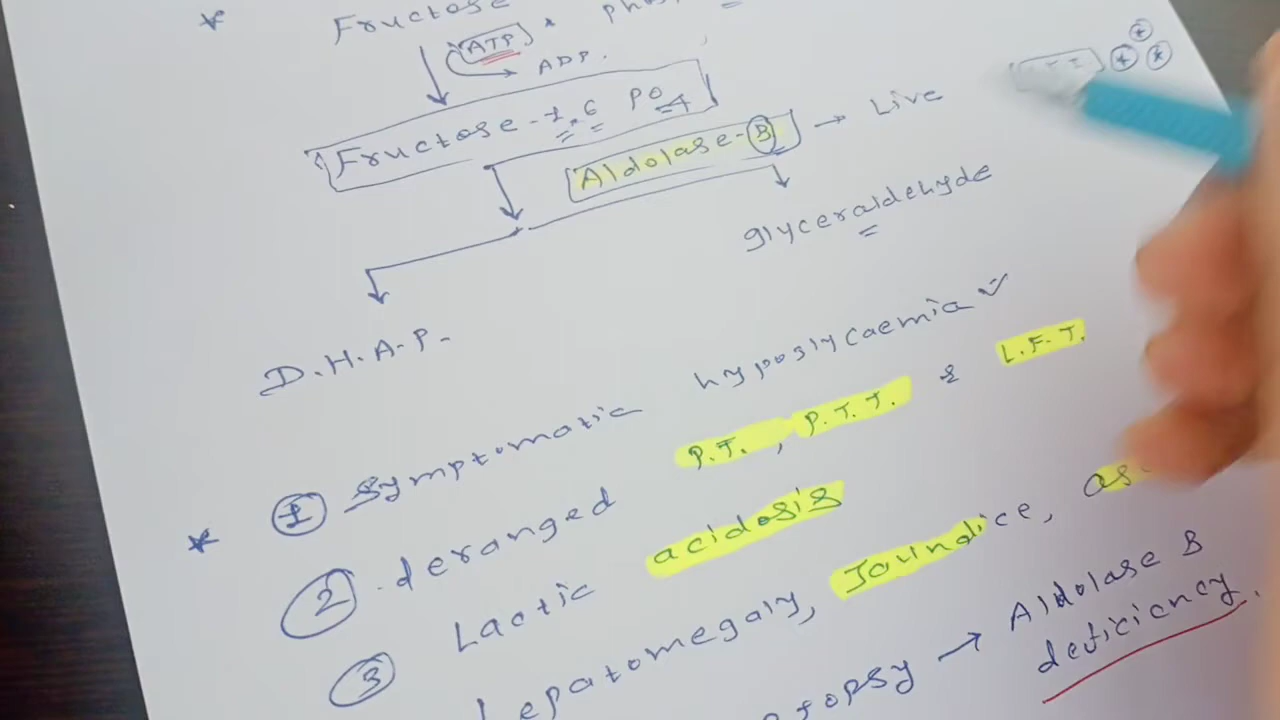 * Fructose
ATP
ADP.
Fructose-1,6 PO4
Aldolase-B → Live
glyceraldehyde
D.H.A.P.
* 1 Symptomatic hypoglycaemia ✓
2. deranged P.T., P.T.T. & L.F.T.
3 Lactic acidosis
Hepatomegaly, Jaundice, as
→ Aldolase B
deficiency.